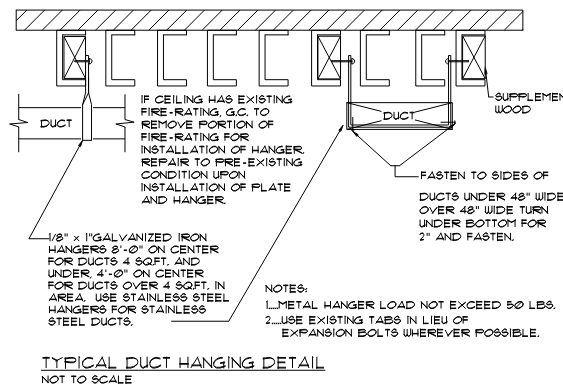 SUPPLEMEN
WOOD
IF CEILING HAS EXISTING
FIRE-RATING, G.C. TO
REMOVE PORTION OF
FIRE-RATING FOR
INSTALLATION OF HANGER.
REPAIR TO PRE-EXISTING
CONDITION UPON
INSTALLATION OF PLATE
AND HANGER.
DUCT
DUCT
FASTEN TO SIDES OF
DUCTS UNDER 48" WIDE
OVER 48" WIDE TURN
UNDER BOTTOM FOR
2" AND FASTEN.
1/8" x 1"GALVANIZED IRON
HANGERS 8'-0" ON CENTER
FOR DUCTS 4 SQ.FT. AND
UNDER, 4'-0" ON CENTER
FOR DUCTS OVER 4 SQ.FT. IN
AREA. USE STAINLESS STEEL
HANGERS FOR STAINLESS
STEEL DUCTS.
NOTES:
1....METAL HANGER LOAD NOT EXCEED 50 LBS.
2....USE EXISTING TABS IN LIEU OF
EXPANSION BOLTS WHEREVER POSSIBLE.
TYPICAL DUCT HANGING DETAIL
NOT TO SCALE